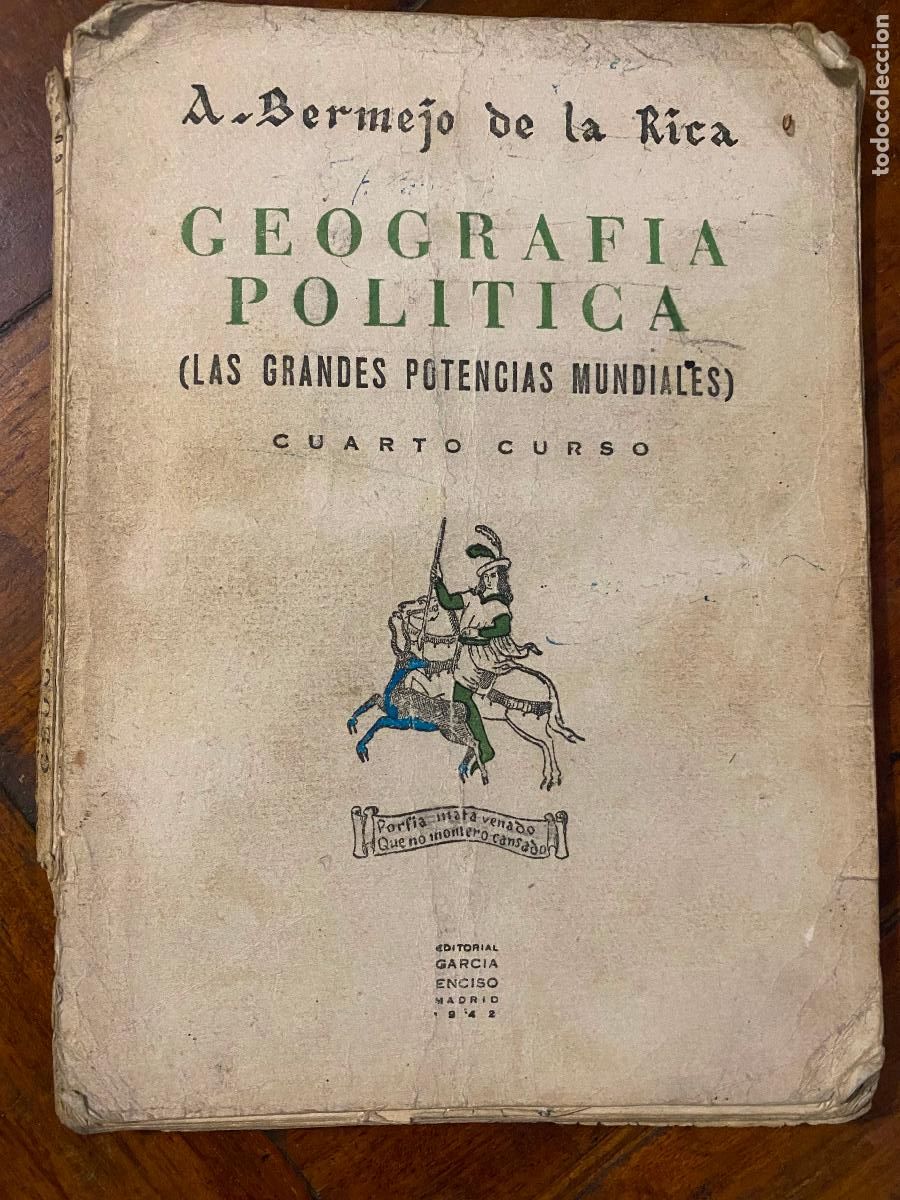 A. Bermejo de la Rica
GEOGRAFIA
POLITICA
(LAS GRANDES POTENCIAS MUNDIALES)
CUARTO CURSO
Porfia mata venado
Que no montero cansado
EDITORIAL
GARCIA
ENCISO
MADRID
1942
todocoleccion